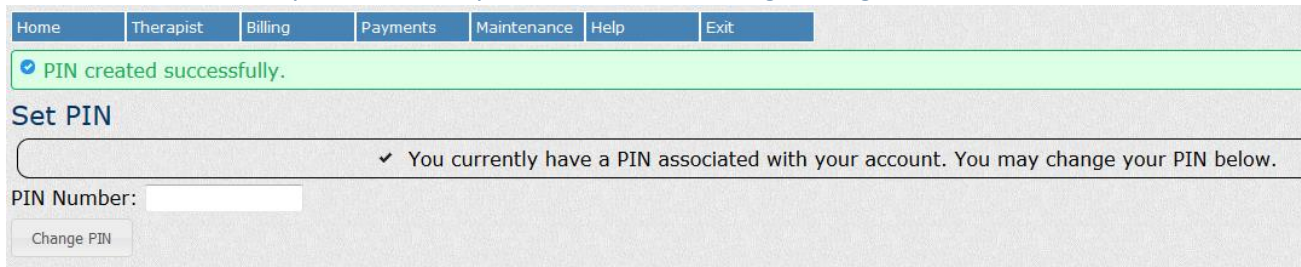 Home Therapist Billing Payments Maintenance Help Exit
PIN created successfully.
Set PIN
You currently have a PIN associated with your account. You may change your PIN below.
PIN Number:
Change PIN